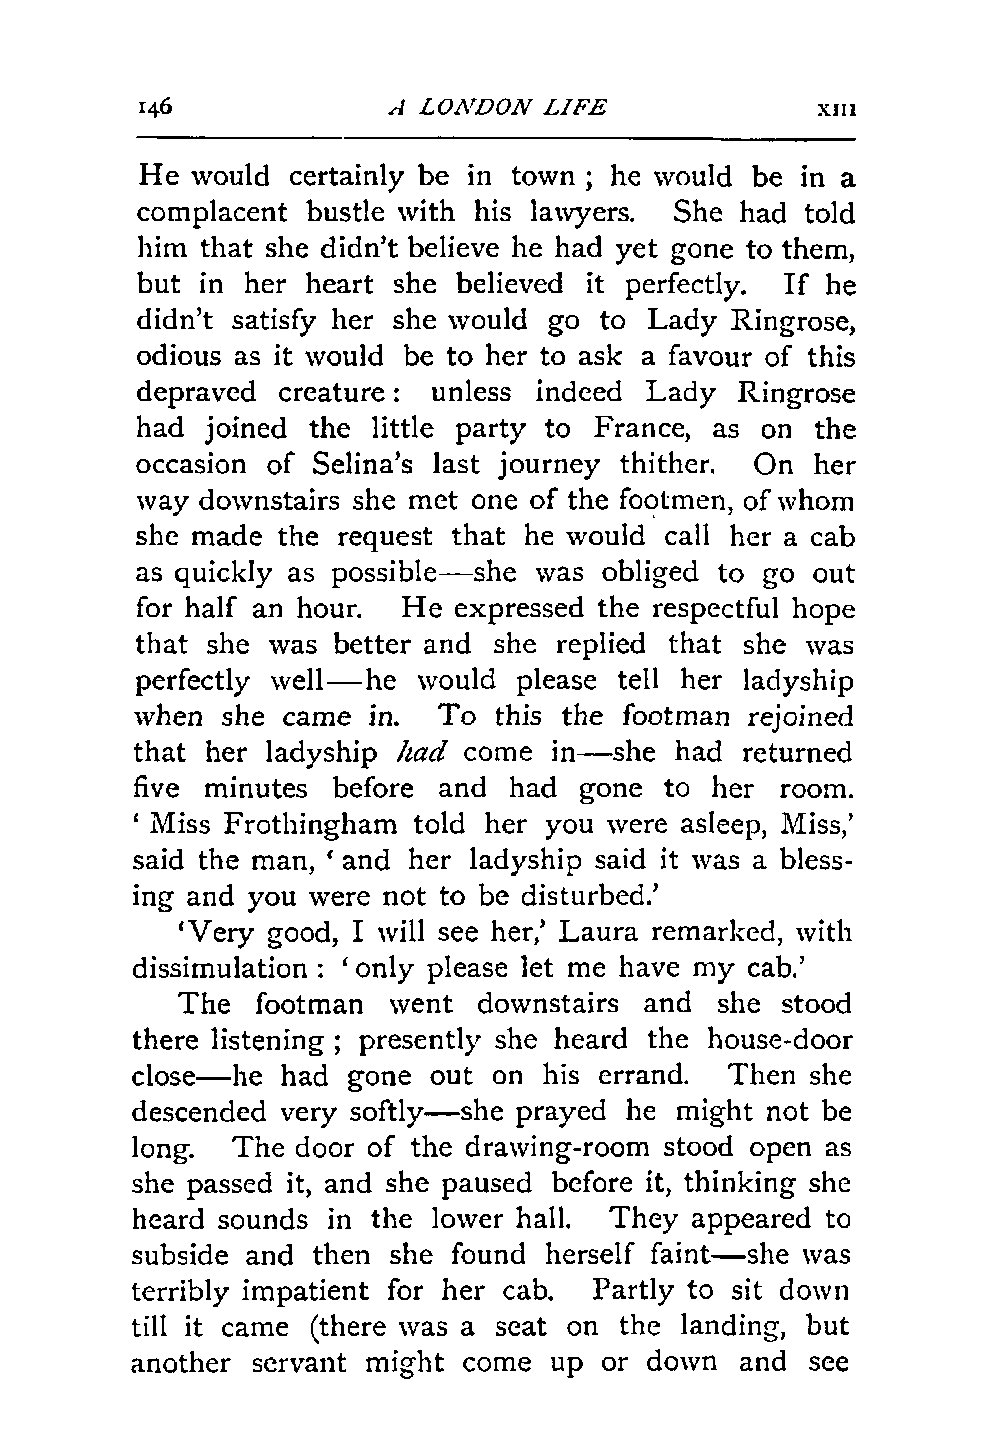 146 A LONDON LIFE XIII
He would certainly be in town ; he would be in a
complacent bustle with his lawyers. She had told
him that she didn't believe he had yet gone to them,
but in her heart she believed it perfectly. If he
didn't satisfy her she would go to Lady Ringrose,
odious as it would be to her to ask a favour of this
depraved creature : unless indeed Lady Ringrose
had joined the little party to France, as on the
occasion of Selina's last journey thither. On her
way downstairs she met one of the footmen, of whom
she made the request that he would call her a cab
as quickly as possible—she was obliged to go out
for half an hour. He expressed the respectful hope
that she was better and she replied that she was
perfectly well—he would please tell her ladyship
when she came in. To this the footman rejoined
that her ladyship had come in—she had returned
five minutes before and had gone to her room.
‘ Miss Frothingham told her you were asleep, Miss,’
said the man, ‘ and her ladyship said it was a bless-
ing and you were not to be disturbed.’
‘Very good, I will see her,’ Laura remarked, with
dissimulation : ‘ only please let me have my cab.’
The footman went downstairs and she stood
there listening ; presently she heard the house-door
close—he had gone out on his errand. Then she
descended very softly—she prayed he might not be
long. The door of the drawing-room stood open as
she passed it, and she paused before it, thinking she
heard sounds in the lower hall. They appeared to
subside and then she found herself faint—she was
terribly impatient for her cab. Partly to sit down
till it came (there was a seat on the landing, but
another servant might come up or down and see